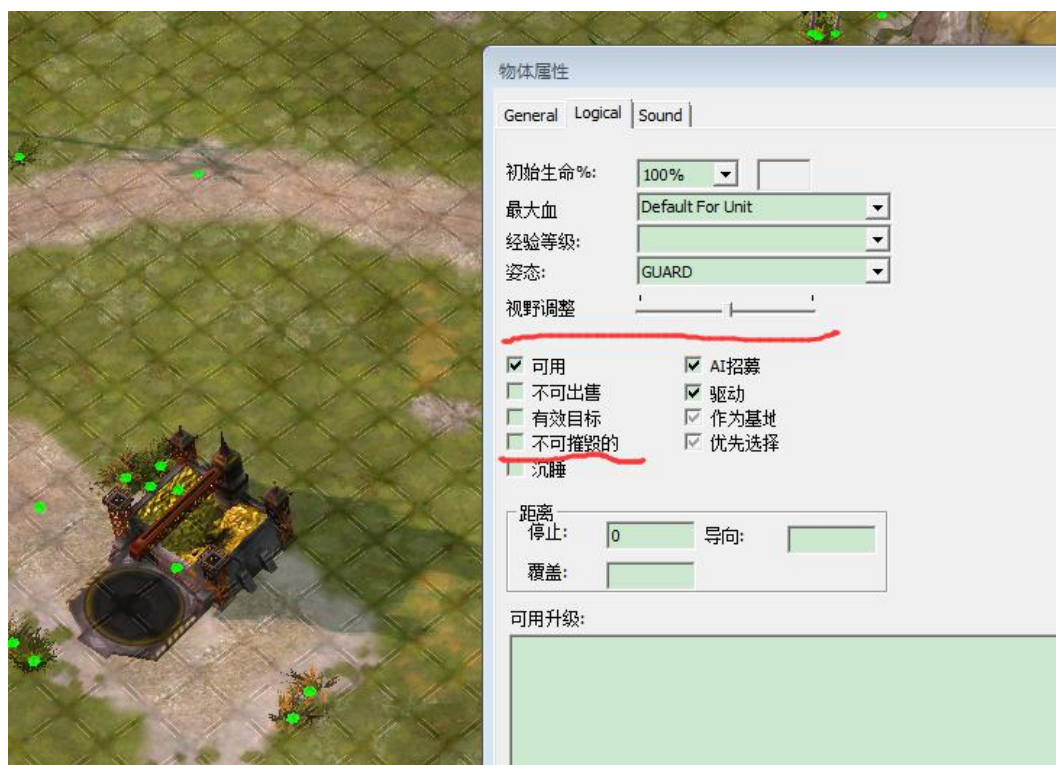 物体属性
General Logical Sound
初始生命%: 100%
最大血 Default For Unit
经验等级:
姿态: GUARD
视野调整
可用 AI招募
不可出售 驱动
有效目标 作为基地
不可摧毁的 优先选择
沉睡
距离
停止: 0 导向:
覆盖:
可用升级: